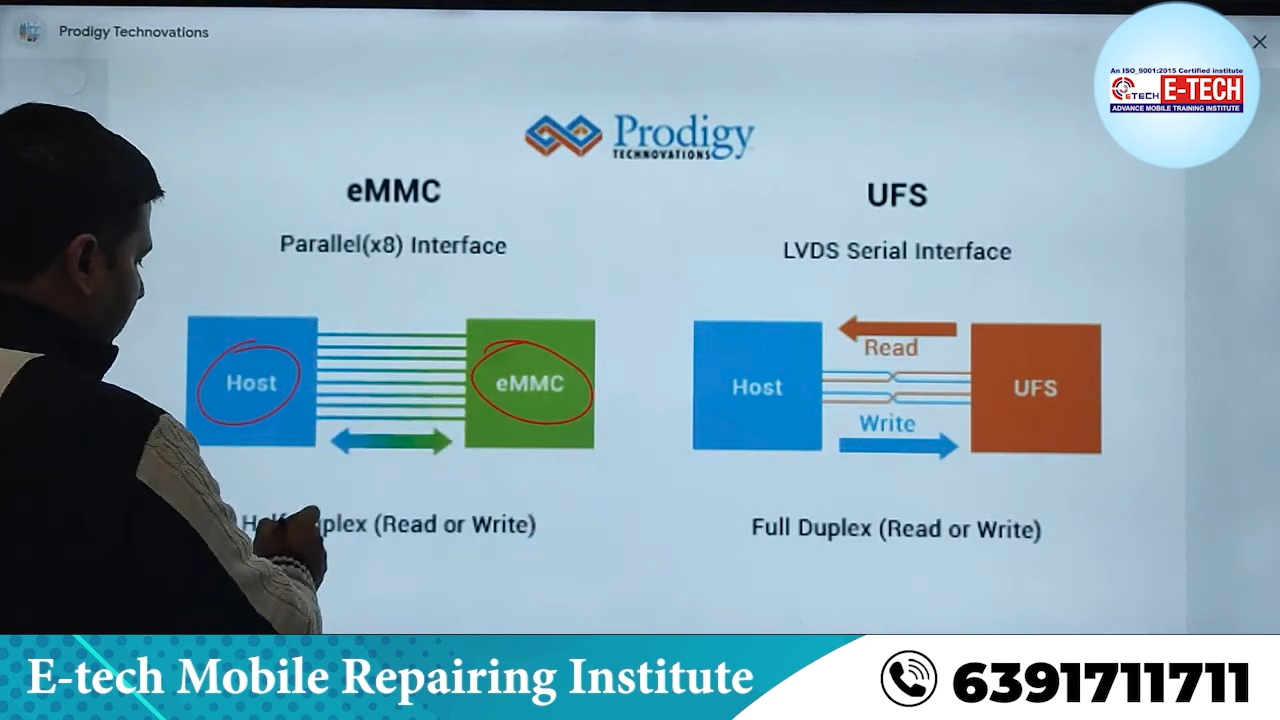 Prodigy Technovations
An ISO_9001:2015 Certified institute
ETECH E-TECH
ADVANCE MOBILE TRAINING INSTITUTE
Prodigy
TECHNOVATIONS
eMMC
UFS
Parallel(x8) Interface
LVDS Serial Interface
Host
eMMC
Host
Read
Write
UFS
(Read or Write)
Full Duplex (Read or Write)
E-tech Mobile Repairing Institute
6391711711